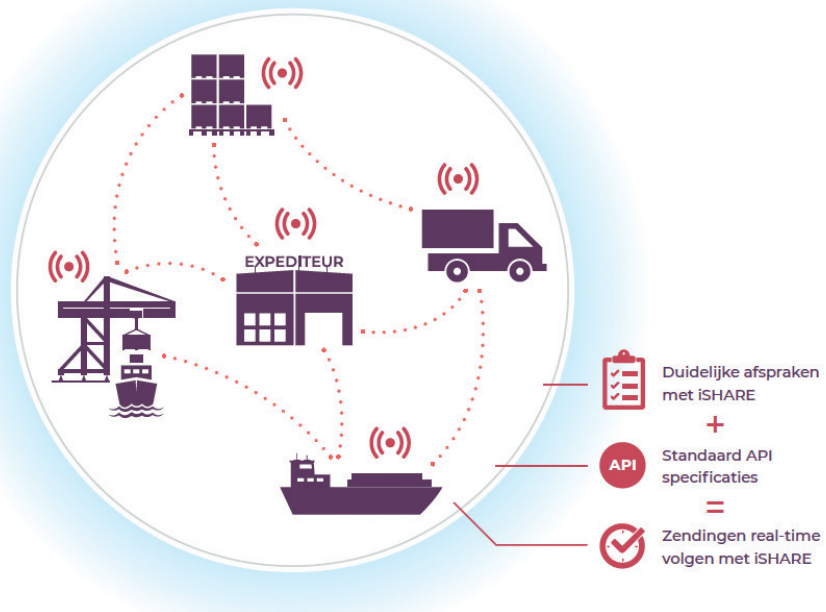 EXPEDITEUR
Duidelijke afspraken
met iSHARE
+
API
Standaard API
specificaties
=
Zendingen real-time
volgen met iSHARE